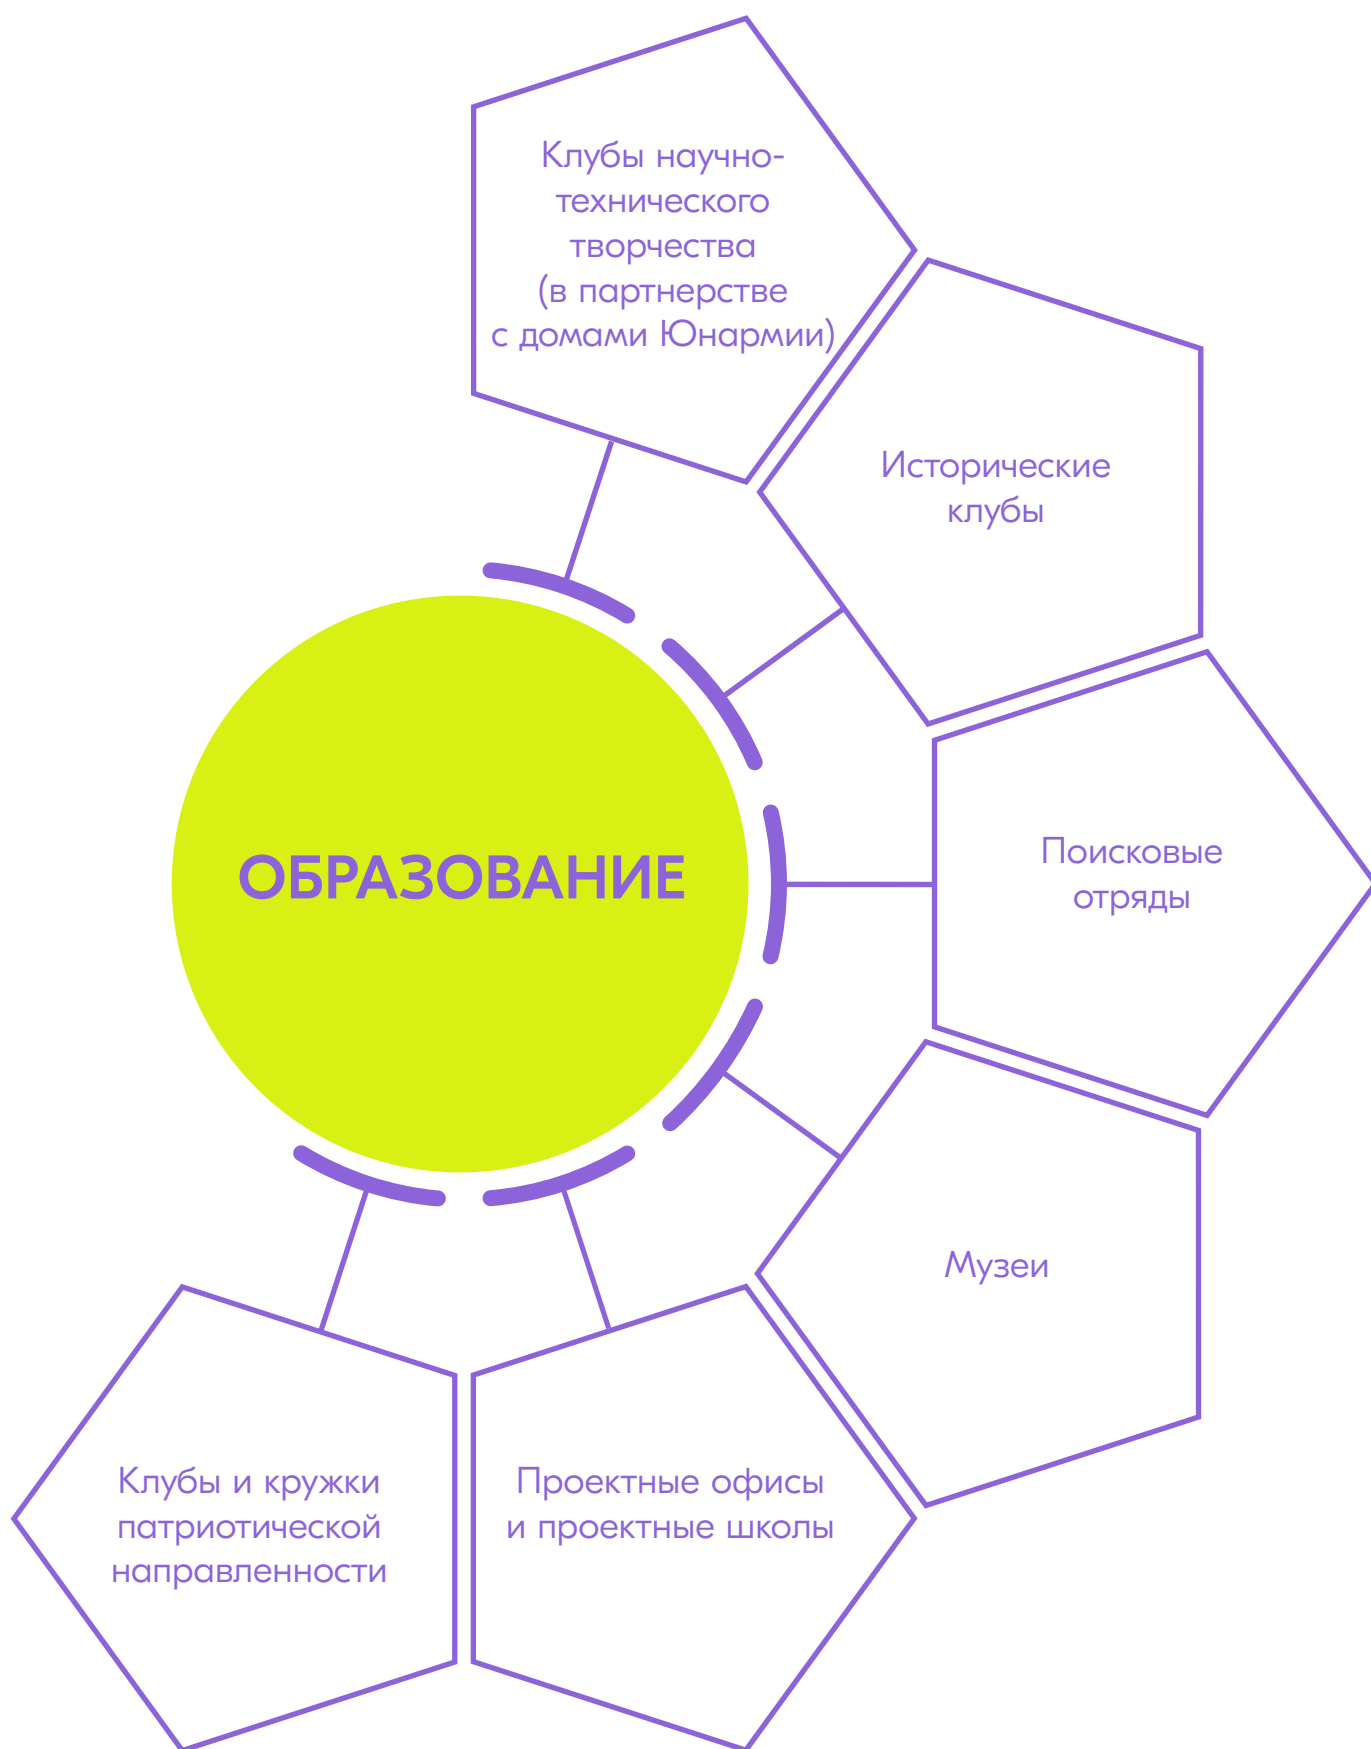 Клубы научно-
технического
творчества
(в партнерстве
с домами Юнармии)
Исторические
клубы
ОБРАЗОВАНИЕ
Поисковые
отряды
Музеи
Клубы и кружки
патриотической
направленности
Проектные офисы
и проектные школы